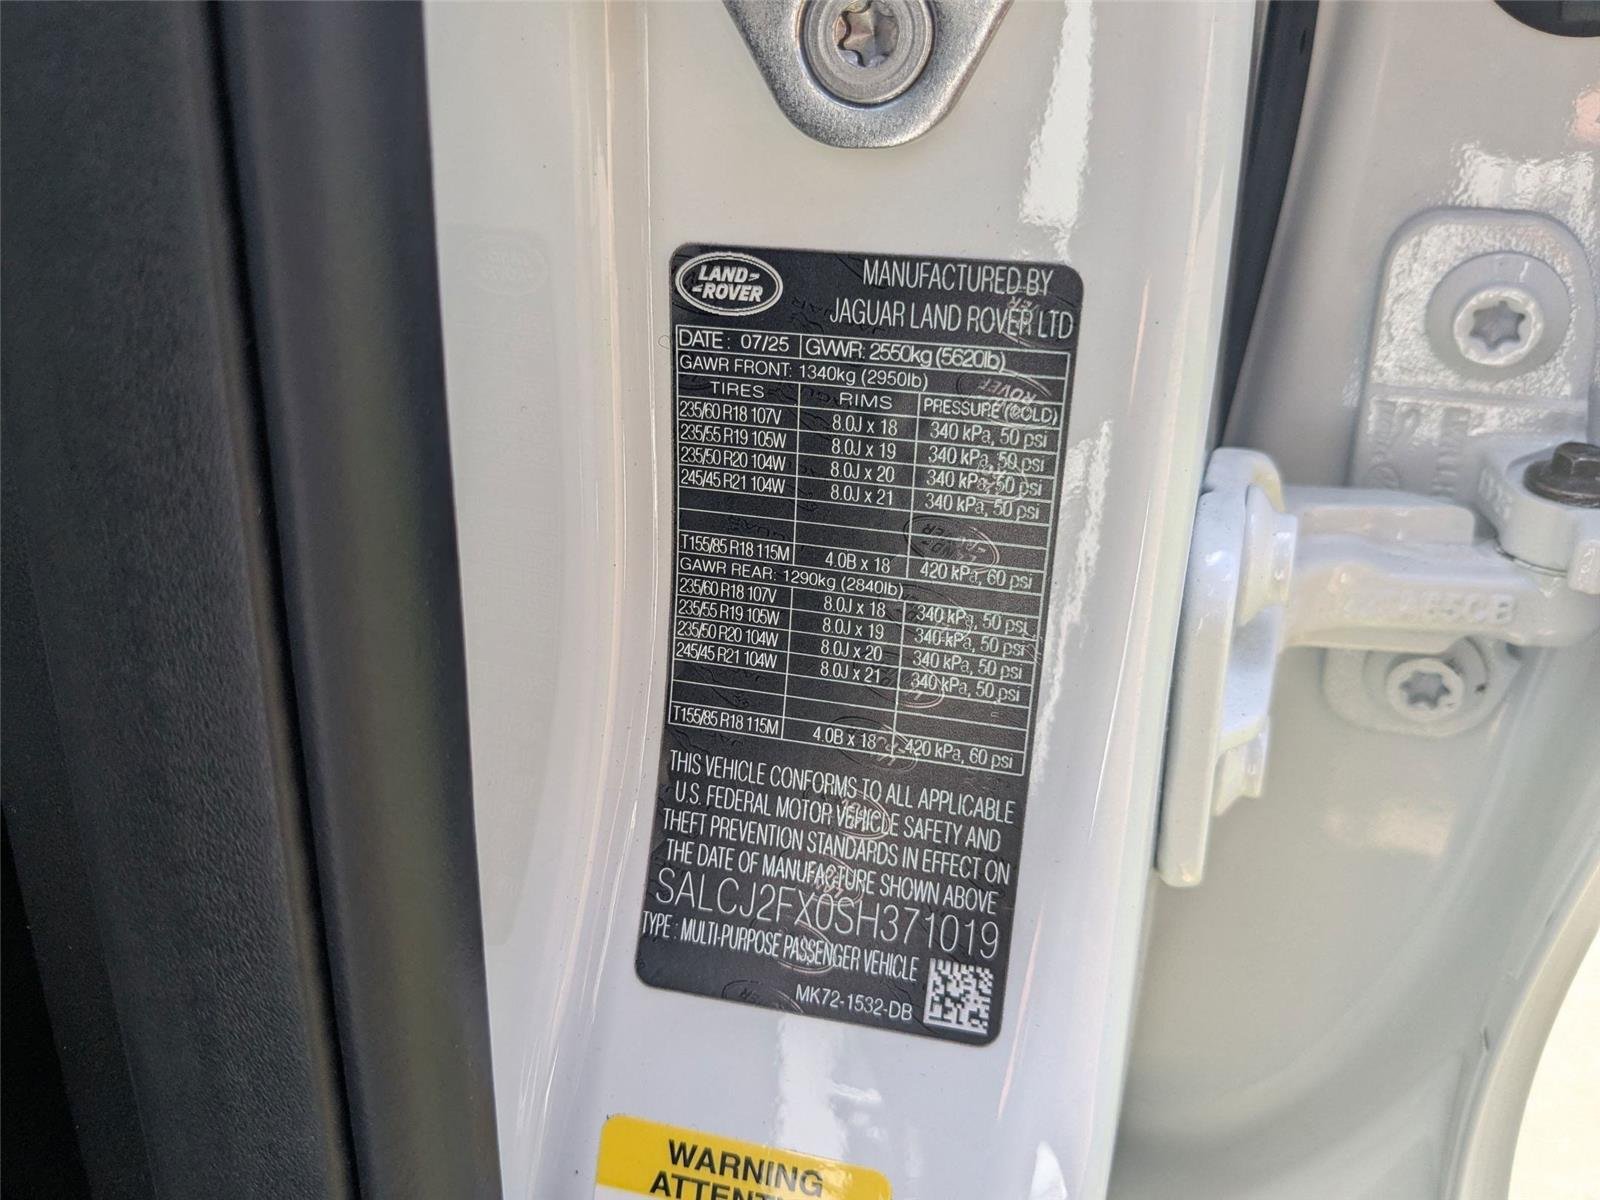 LAND-
-ROVER
MANUFACTURED BY
JAGUAR LAND ROVER LTD
DATE : 07/25 GVWR: 2550kg (5620lb)
GAWR FRONT: 1340kg (2950lb)
TIRES RIMS PRESSURE (COLD)
235/60 R18 107V 8.0J x 18 340 kPa, 50 psi
235/55 R19 105W 8.0J x 19 340 kPa, 50 psi
235/50 R20 104W 8.0J x 20 340 kPa, 50 psi
245/45 R21 104W 8.0J x 21 340 kPa, 50 psi
T155/85 R18 115M 4.0B x 18 420 kPa, 60 psi
GAWR REAR: 1290kg (2840lb)
235/60 R18 107V 8.0J x 18 340 kPa, 50 psi
235/55 R19 105W 8.0J x 19 340 kPa, 50 psi
235/50 R20 104W 8.0J x 20 340 kPa, 50 psi
245/45 R21 104W 8.0J x 21 340 kPa, 50 psi
T155/85 R18 115M 4.0B x 18 420 kPa, 60 psi
THIS VEHICLE CONFORMS TO ALL APPLICABLE
U.S. FEDERAL MOTOR VEHICLE SAFETY AND
THEFT PREVENTION STANDARDS IN EFFECT ON
THE DATE OF MANUFACTURE SHOWN ABOVE
SALCJ2FX0SH371019
TYPE : MULTI-PURPOSE PASSENGER VEHICLE
MK72-1532-DB
WARNING